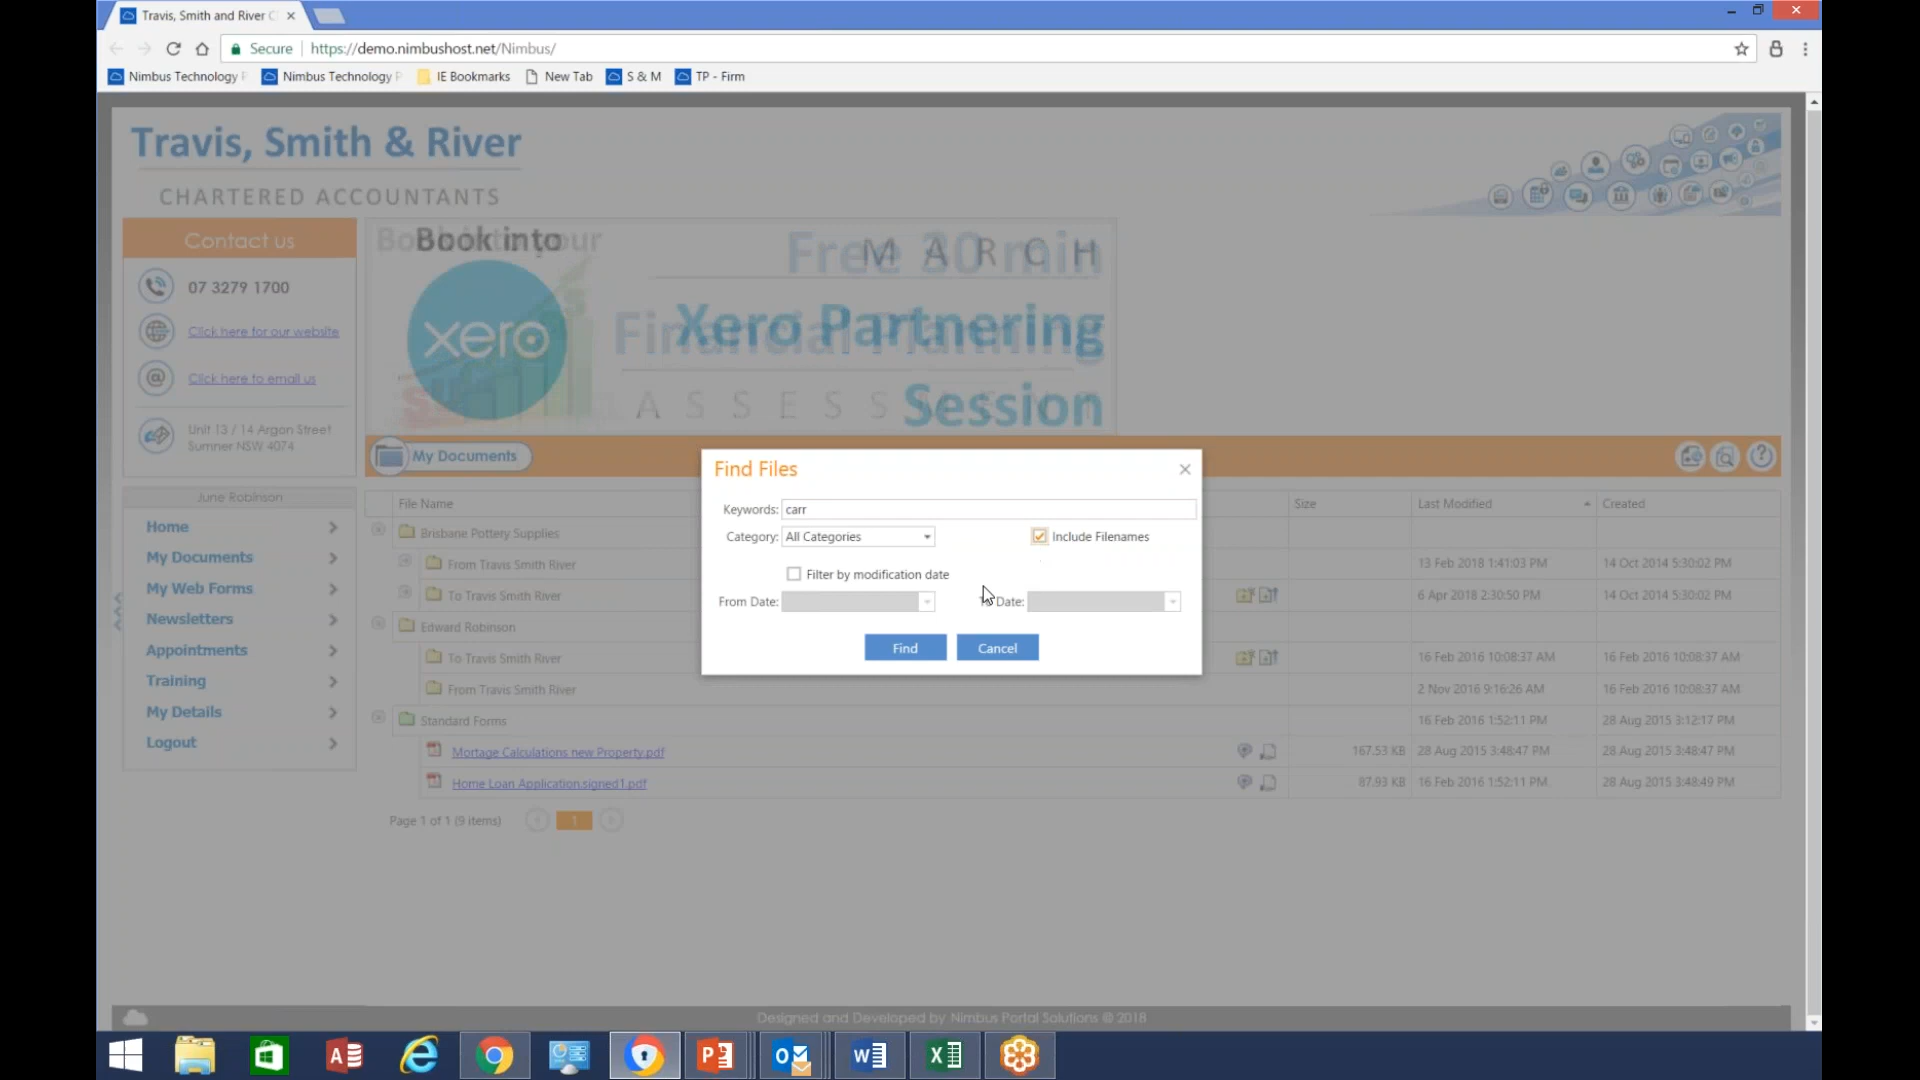 Travis, Smith and River C
Secure
https://demo.nimbushost.net/Nimbus/
Nimbus Technology P
Nimbus Technology P
IE Bookmarks
New Tab
S & M
TP - Firm
Travis, Smith & River
CHARTERED ACCOUNTANTS
Contact us
07 3279 1700
Click here for our website
Click here to email us
Unit 13 / 14 Argon Street
Sumner NSW 4074
Book into your
Book into
xero
Free 30 min
MARCH
Financial Planning
Xero Partnering
ASSESS
Session
My Documents
June Robinson
Home
My Documents
My Web Forms
Newsletters
Appointments
Training
My Details
Logout
File Name Size Last Modified Created
Brisbane Pottery Supplies
From Travis Smith River 13 Feb 2018 1:41:03 PM 14 Oct 2014 5:30:02 PM
To Travis Smith River 6 Apr 2018 2:30:50 PM 14 Oct 2014 5:30:02 PM
Edward Robinson
To Travis Smith River 16 Feb 2016 10:08:37 AM 16 Feb 2016 10:08:37 AM
From Travis Smith River 2 Nov 2016 9:16:26 AM 16 Feb 2016 10:08:37 AM
Standard Forms 16 Feb 2016 1:52:11 PM 28 Aug 2015 3:12:17 PM
Mortage Calculations new Property.pdf 167.53 KB 28 Aug 2015 3:48:47 PM 28 Aug 2015 3:48:47 PM
Home Loan Application.signed1.pdf 87.93 KB 16 Feb 2016 1:52:11 PM 28 Aug 2015 3:48:49 PM
Page 1 of 1 (9 items) 1
Find Files
Keywords: carr
Category: All Categories
Include Filenames
Filter by modification date
From Date:
Date:
Find
Cancel
Designed and Developed by Nimbus Portal Solutions © 2018